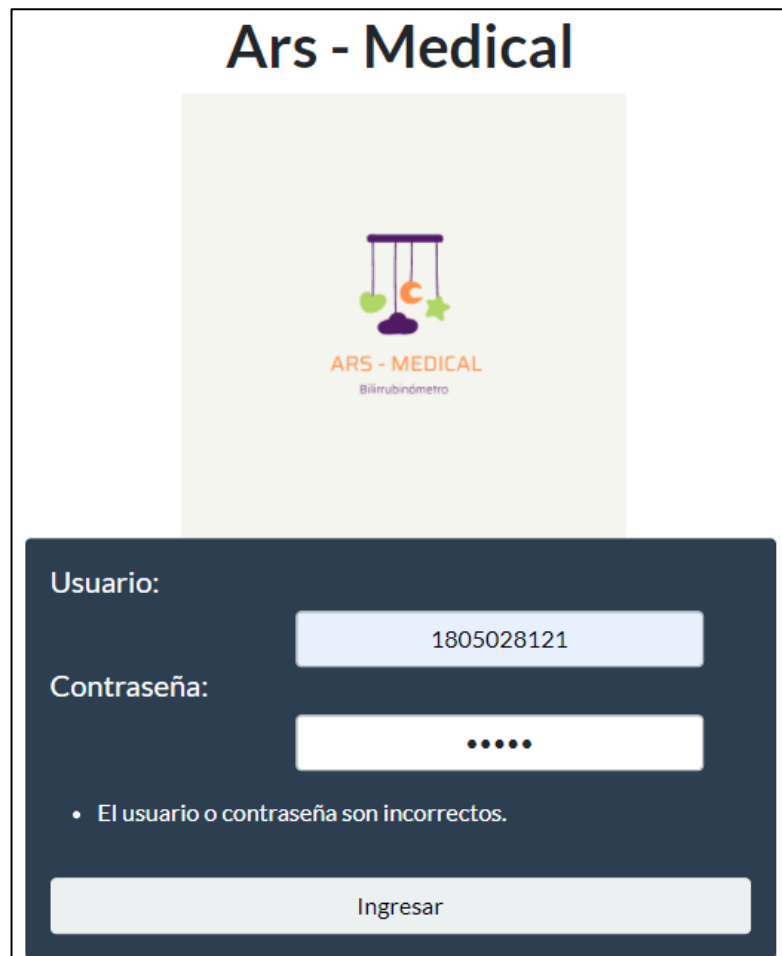 Ars - Medical
ARS - MEDICAL
Bilirrubinómetro
Usuario:
1805028121
Contraseña:
•••••
• El usuario o contraseña son incorrectos.
Ingresar